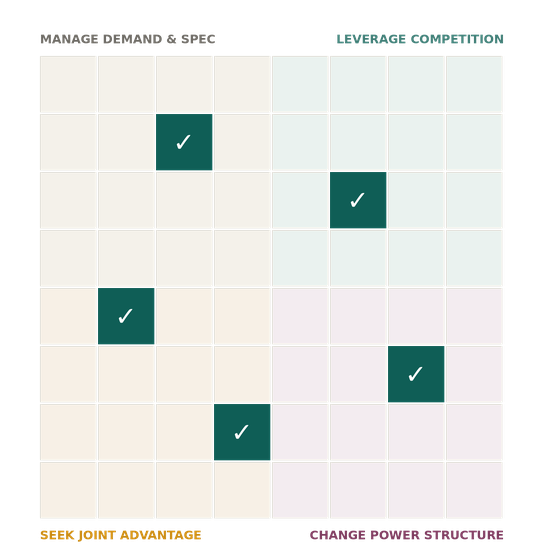 MANAGE DEMAND & SPEC
LEVERAGE COMPETITION
✓
✓
✓
✓
✓
SEEK JOINT ADVANTAGE
CHANGE POWER STRUCTURE